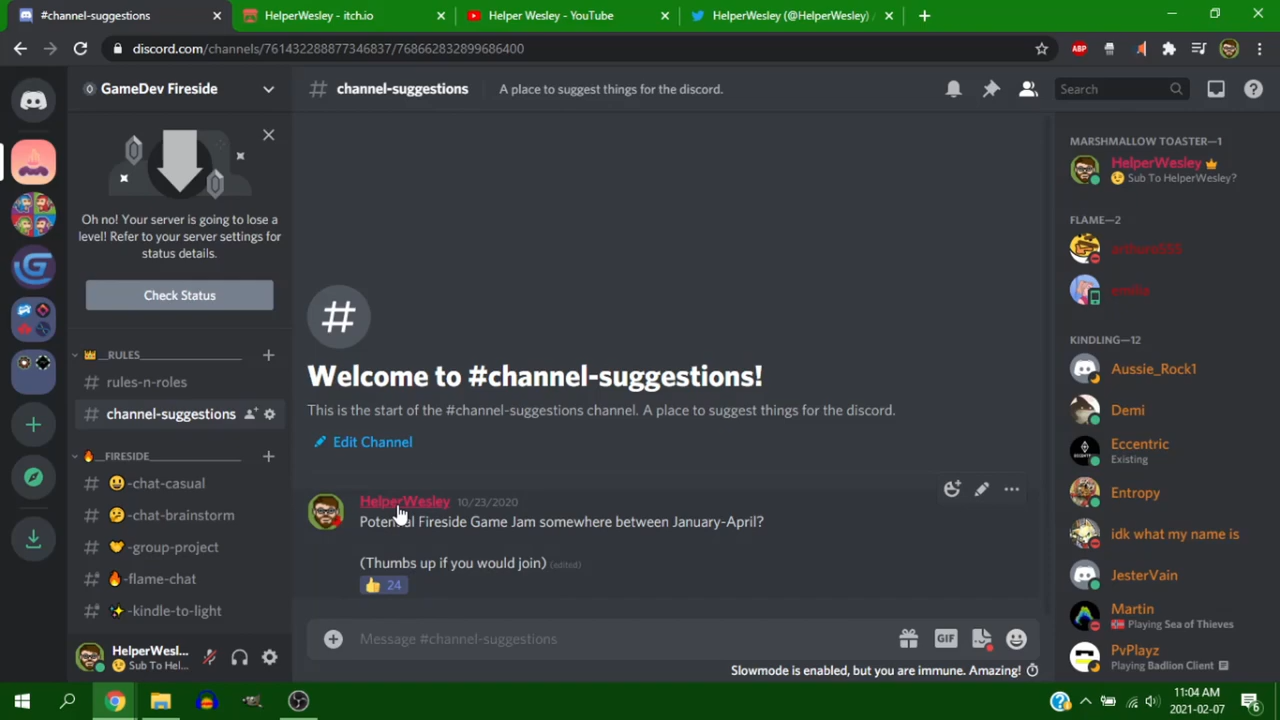 #channel-suggestions
HelperWesley - itch.io
Helper Wesley - YouTube
HelperWesley (@HelperWesley) /
discord.com/channels/761432288877346837/768662832899686400
ABP
GameDev Fireside
channel-suggestions
A place to suggest things for the discord.
Search
Oh no! Your server is going to lose a
level! Refer to your server settings for
status details.
Check Status
__RULES______________
rules-n-roles
channel-suggestions
__FIRESIDE____________
-chat-casual
-chat-brainstorm
-group-project
-flame-chat
-kindle-to-light
HelperWesl...
Sub To Hel...
Welcome to #channel-suggestions!
This is the start of the #channel-suggestions channel. A place to suggest things for the discord.
Edit Channel
HelperWesley 10/23/2020
Potential Fireside Game Jam somewhere between January-April?
(Thumbs up if you would join) (edited)
24
Message #channel-suggestions
GIF
Slowmode is enabled, but you are immune. Amazing!
MARSHMALLOW TOASTER—1
HelperWesley
Sub To HelperWesley?
FLAME—2
arthure555
emilia
KINDLING—12
Aussie_Rock1
Demi
Eccentric
Existing
Entropy
idk what my name is
JesterVain
Martin
Playing Sea of Thieves
PvPlayz
Playing Badlion Client
11:04 AM
2021-02-07
6